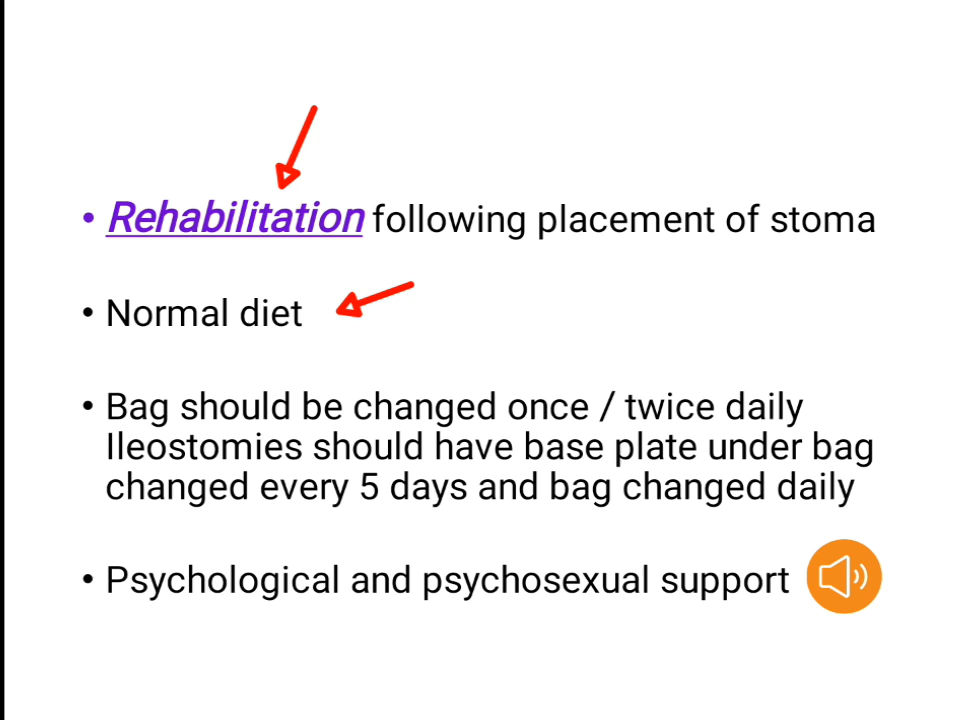 • Rehabilitation following placement of stoma
• Normal diet
• Bag should be changed once / twice daily
Ileostomies should have base plate under bag
changed every 5 days and bag changed daily
• Psychological and psychosexual support